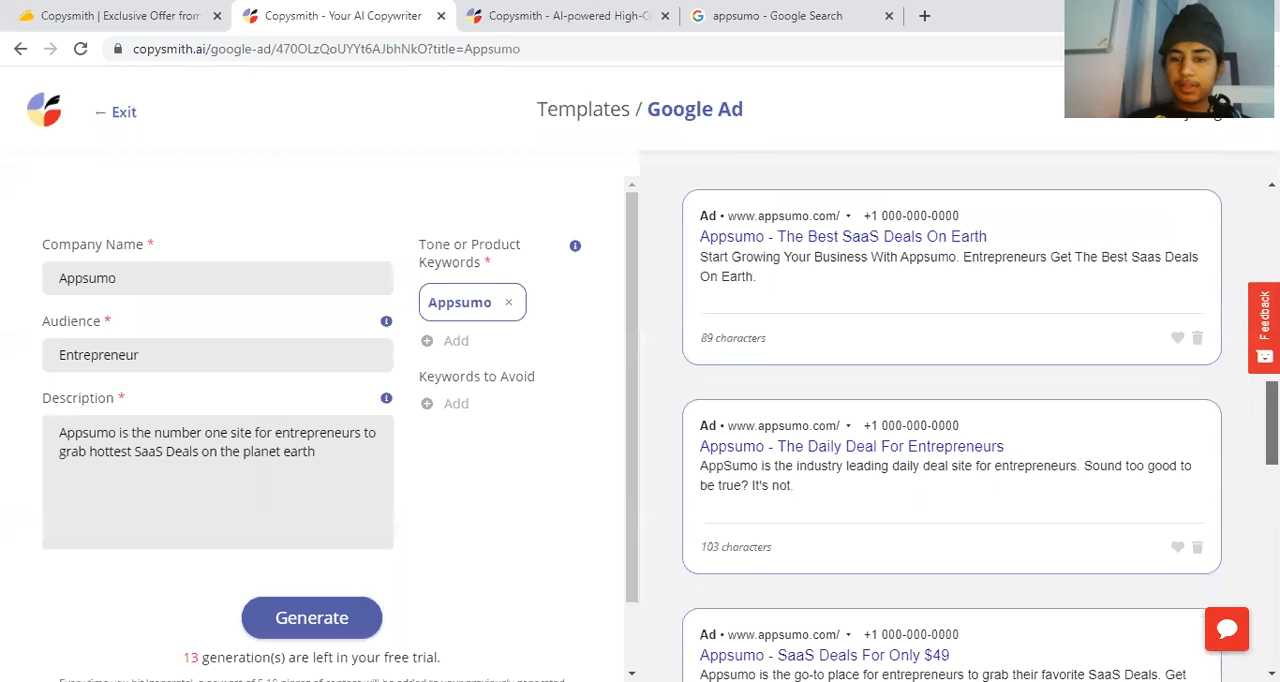 Copysmith | Exclusive Offer from
Copysmith - Your AI Copywriter
Copysmith - AI-powered High-C
appsumo - Google Search
copysmith.ai/google-ad/470OLzQoUYYt6AJbhNkO?title=Appsumo
← Exit
Templates / Google Ad
Company Name *
Appsumo
Audience *
Entrepreneur
Description *
Appsumo is the number one site for entrepreneurs to
grab hottest SaaS Deals on the planet earth
Tone or Product
Keywords *
Appsumo ×
Add
Keywords to Avoid
Add
Generate
13 generation(s) are left in your free trial.
Ad • www.appsumo.com/ +1 000-000-0000
Appsumo - The Best SaaS Deals On Earth
Start Growing Your Business With Appsumo. Entrepreneurs Get The Best Saas Deals
On Earth.
89 characters
Ad • www.appsumo.com/ +1 000-000-0000
Appsumo - The Daily Deal For Entrepreneurs
AppSumo is the industry leading daily deal site for entrepreneurs. Sound too good to
be true? It's not.
103 characters
Ad • www.appsumo.com/ +1 000-000-0000
Appsumo - SaaS Deals For Only $49
Appsumo is the go-to place for entrepreneurs to grab their favorite SaaS Deals. Get
Feedback